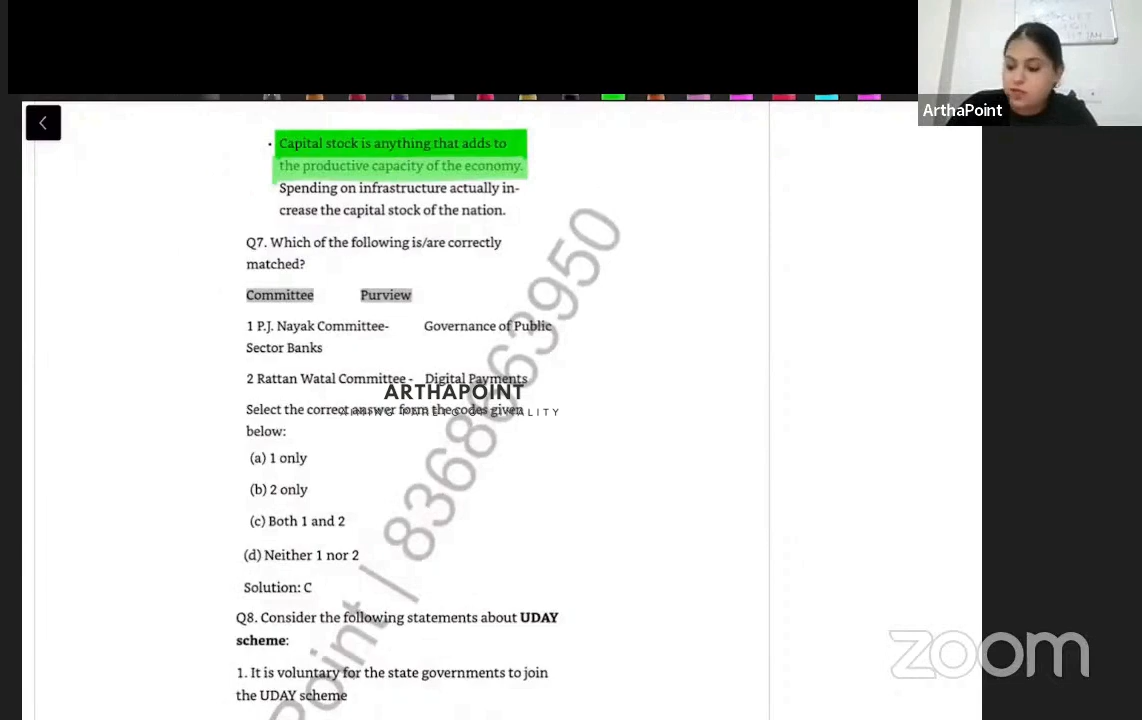 ArthaPoint
• Capital stock is anything that adds to
the productive capacity of the economy.
Spending on infrastructure actually in-
crease the capital stock of the nation.
Q7. Which of the following is/are correctly
matched?
Committee Purview
1 P.J. Nayak Committee- Governance of Public
Sector Banks
2 Rattan Watal Committee - Digital Payments
ARTHAPOINT
Select the correct answer form the codes given
below:
(a) 1 only
(b) 2 only
(c) Both 1 and 2
(d) Neither 1 nor 2
Solution: C
Q8. Consider the following statements about UDAY
scheme:
1. It is voluntary for the state governments to join
the UDAY scheme
Point | 8368663950
zoom